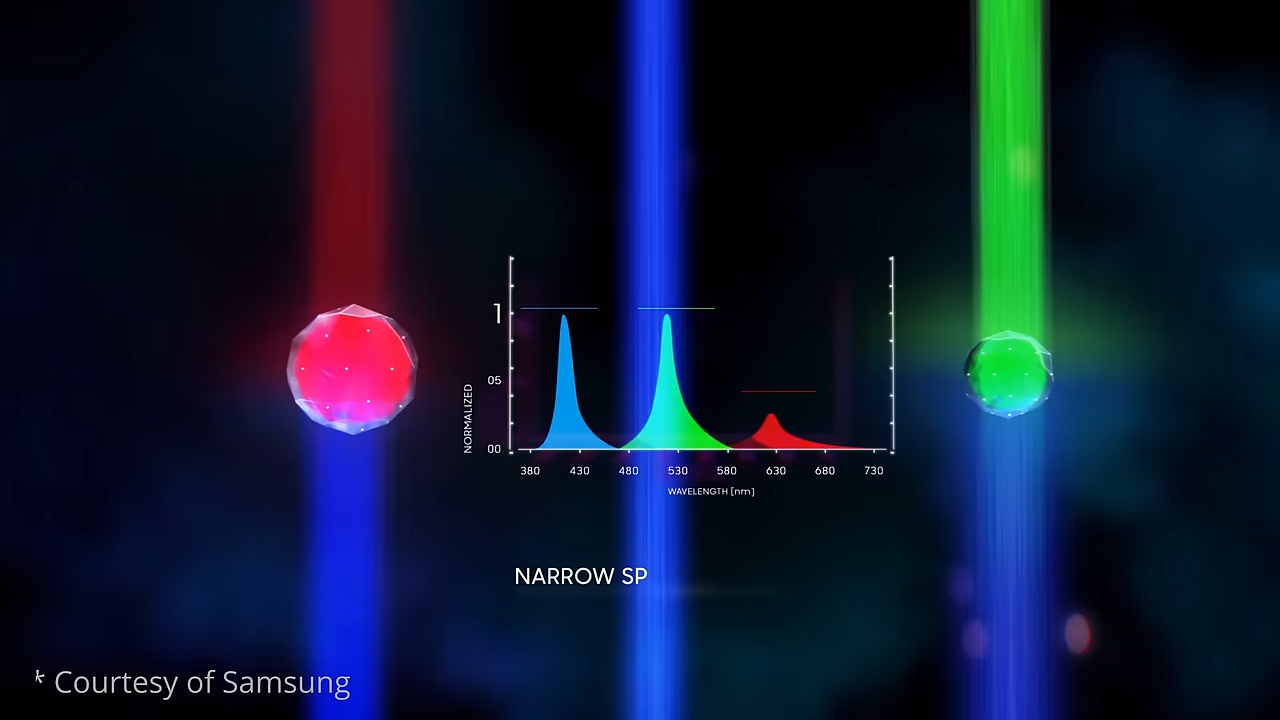 1
05
00
NORMALIZED
380 430 480 530 580 630 680 730
WAVELENGTH [nm]
NARROW SP
* Courtesy of Samsung